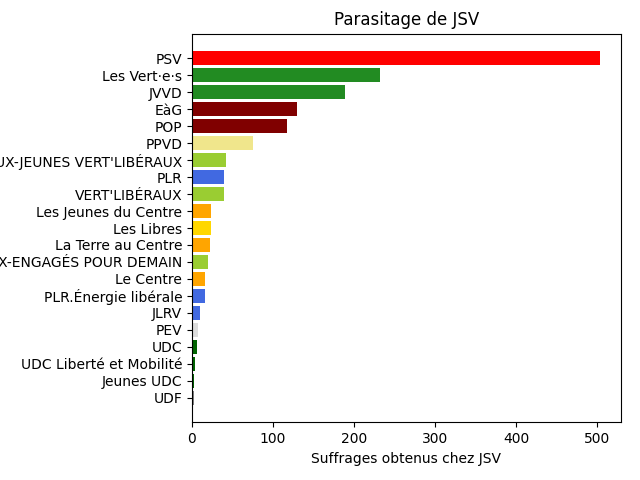 Parasitage de JSV
PSV
Les Vert·e·s
JVVD
EàG
POP
PPVD
UX-JEUNES VERT'LIBÉRAUX
PLR
VERT'LIBÉRAUX
Les Jeunes du Centre
Les Libres
La Terre au Centre
X-ENGAGÉS POUR DEMAIN
Le Centre
PLR.Énergie libérale
JLRV
PEV
UDC
UDC Liberté et Mobilité
Jeunes UDC
UDF
0 100 200 300 400 500
Suffrages obtenus chez JSV